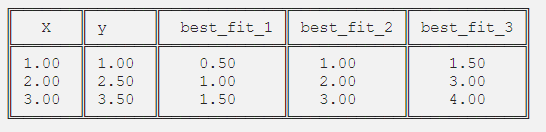 X y best_fit_1 best_fit_2 best_fit_3
1.00 1.00 0.50 1.00 1.50
2.00 2.50 1.00 2.00 3.00
3.00 3.50 1.50 3.00 4.00